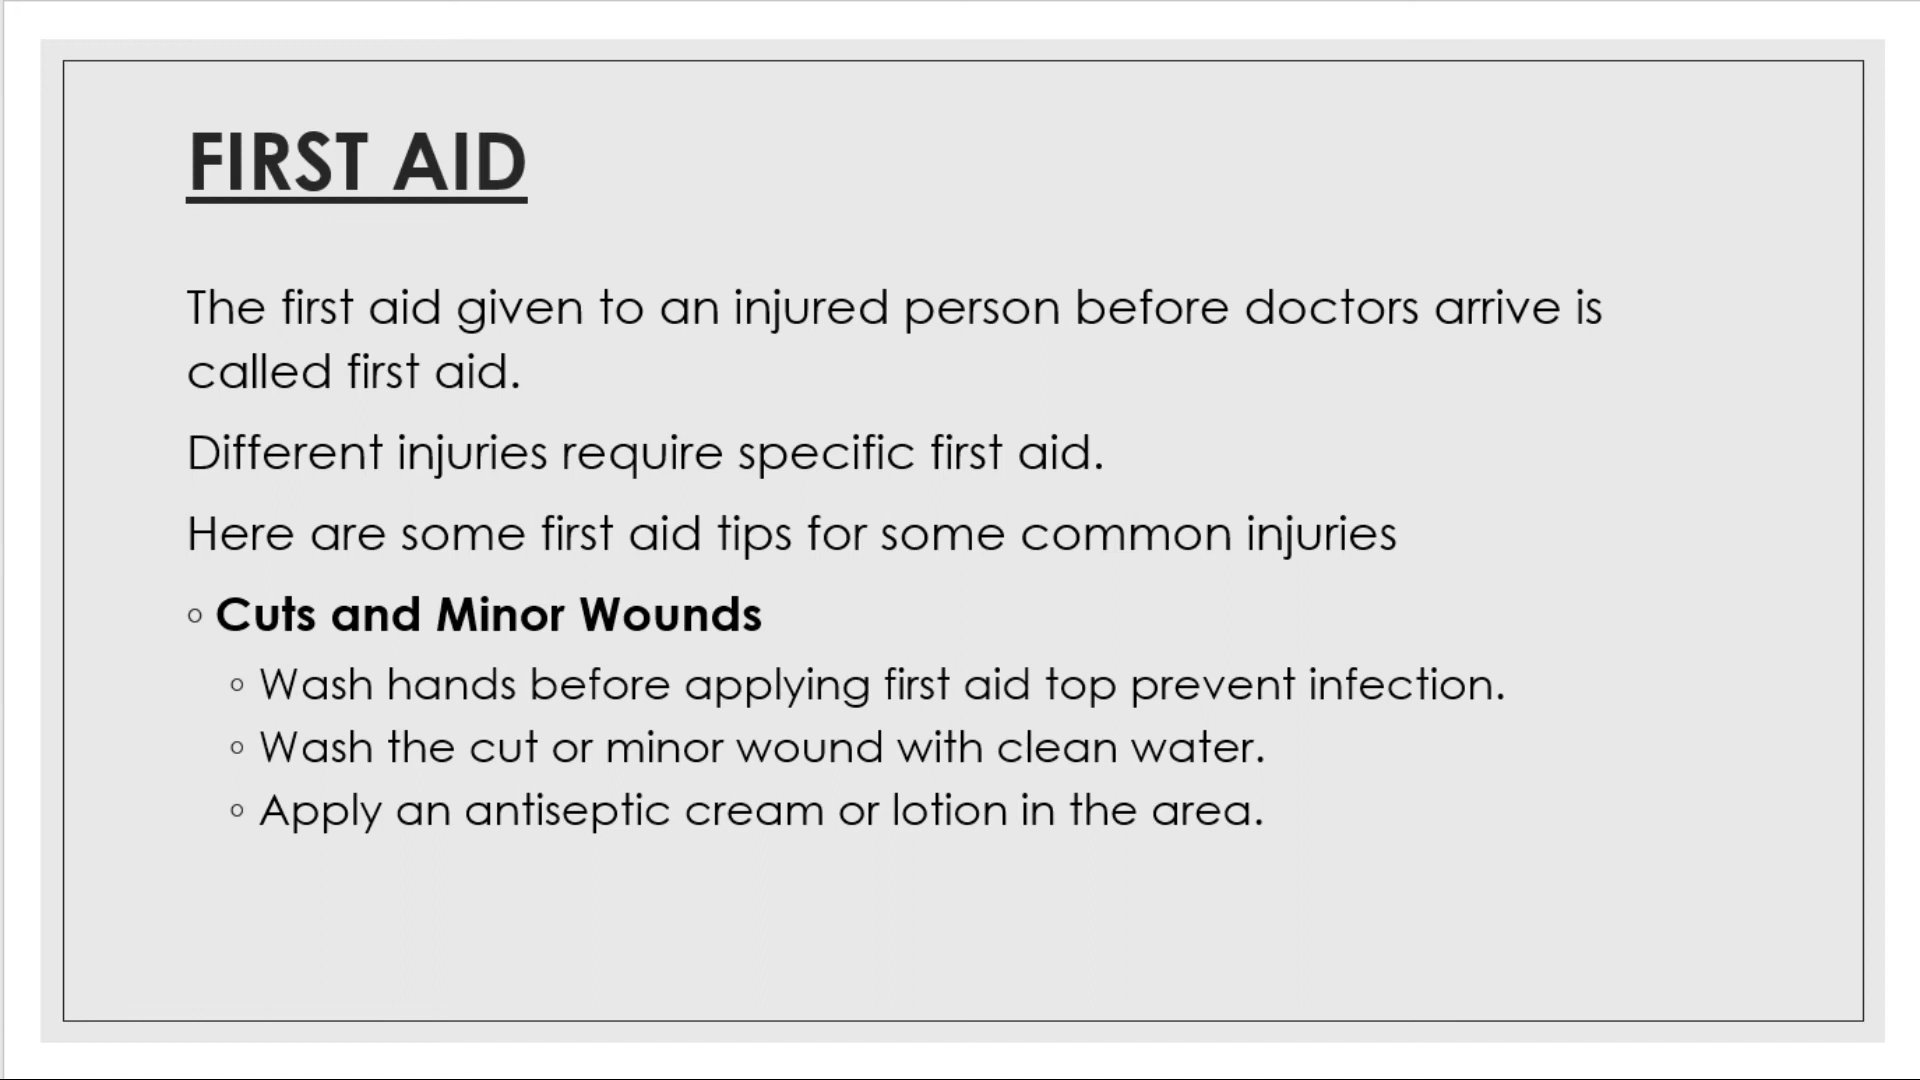 FIRST AID
The first aid given to an injured person before doctors arrive is
called first aid.
Different injuries require specific first aid.
Here are some first aid tips for some common injuries
◦ Cuts and Minor Wounds
◦ Wash hands before applying first aid top prevent infection.
◦ Wash the cut or minor wound with clean water.
◦ Apply an antiseptic cream or lotion in the area.